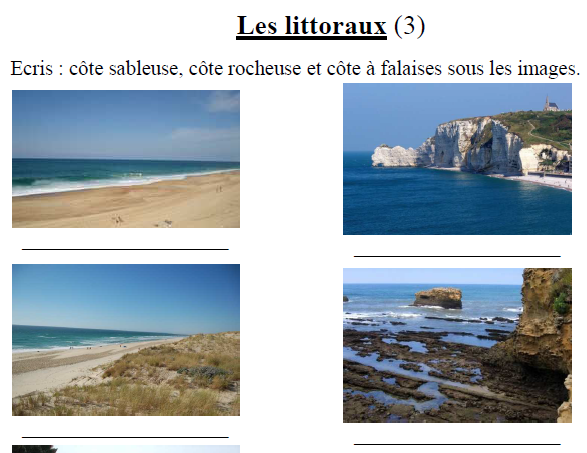 Les littoraux (3)
Ecris : côte sableuse, côte rocheuse et côte à falaises sous les images.